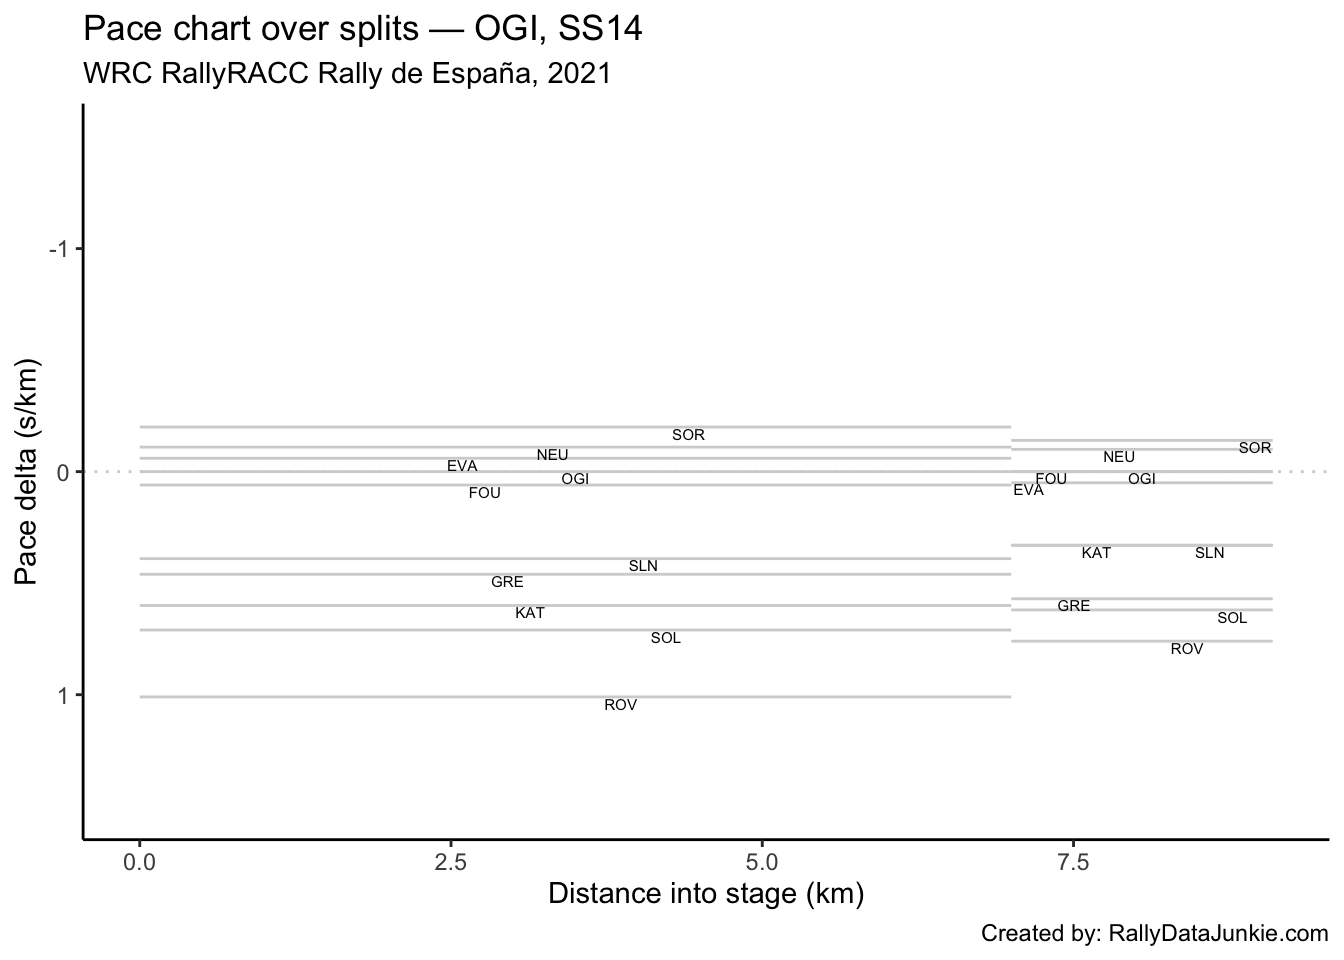 Pace chart over splits — OGI, SS14
WRC RallyRACC Rally de España, 2021
Pace delta (s/km)
-1
0
1
SOR
NEU
EVA
OGI
FOU
SLN
GRE
KAT
SOL
ROV
SOR
NEU
FOU
OGI
EVA
KAT
SLN
GRE
SOL
ROV
0.0 2.5 5.0 7.5
Distance into stage (km)
Created by: RallyDataJunkie.com